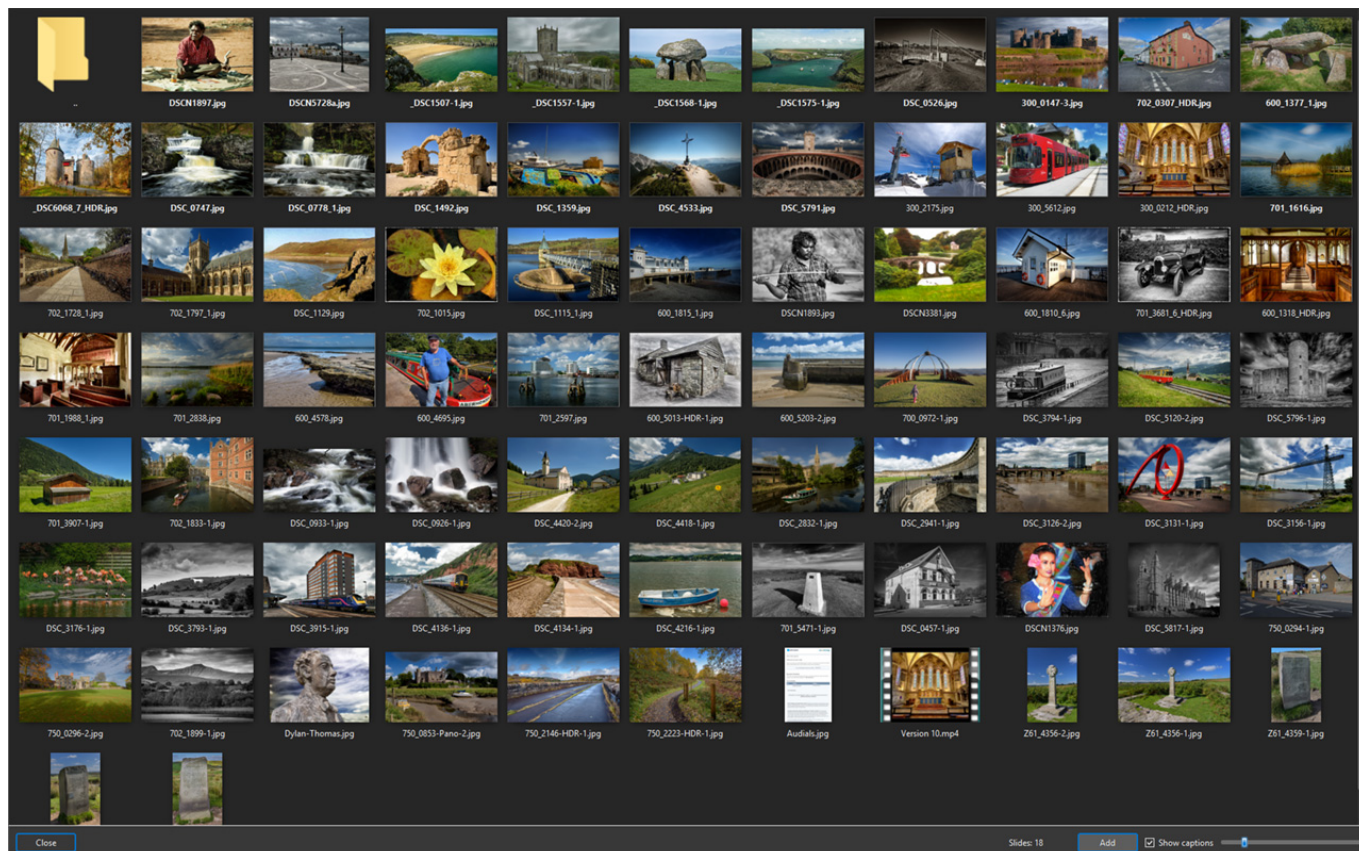 ..
DSCN1897.jpg
DSCN5728a.jpg
_DSC1507-1.jpg
_DSC1557-1.jpg
_DSC1568-1.jpg
_DSC1575-1.jpg
DSC_0526.jpg
300_0147-3.jpg
702_0307_HDR.jpg
600_1377_1.jpg
_DSC6068_7_HDR.jpg
DSC_0747.jpg
DSC_0778_1.jpg
DSC_1492.jpg
DSC_1359.jpg
DSC_4533.jpg
DSC_5791.jpg
300_2175.jpg
300_5612.jpg
300_0212_HDR.jpg
701_1616.jpg
702_1728_1.jpg
702_1797_1.jpg
DSC_1129.jpg
702_1015.jpg
DSC_1115_1.jpg
600_1815_1.jpg
DSCN1893.jpg
DSCN3381.jpg
600_1810_6.jpg
701_3681_6_HDR.jpg
600_1318_HDR.jpg
701_1988_1.jpg
701_2838.jpg
600_4578.jpg
600_4695.jpg
701_2597.jpg
600_5013-HDR-1.jpg
600_5203-2.jpg
700_0972-1.jpg
DSC_3794-1.jpg
DSC_5120-2.jpg
DSC_5796-1.jpg
701_3907-1.jpg
702_1833-1.jpg
DSC_0933-1.jpg
DSC_0926-1.jpg
DSC_4420-2.jpg
DSC_4418-1.jpg
DSC_2832-1.jpg
DSC_2941-1.jpg
DSC_3126-2.jpg
DSC_3131-1.jpg
DSC_3156-1.jpg
DSC_3176-1.jpg
DSC_3793-1.jpg
DSC_3915-1.jpg
DSC_4136-1.jpg
DSC_4134-1.jpg
DSC_4216-1.jpg
701_5471-1.jpg
DSC_0457-1.jpg
DSCN1376.jpg
DSC_5817-1.jpg
750_0294-1.jpg
750_0296-2.jpg
702_1899-1.jpg
Dylan-Thomas.jpg
750_0853-Pano-2.jpg
750_2146-HDR-1.jpg
750_2223-HDR-1.jpg
Audials.jpg
Version 10.mp4
Z61_4356-2.jpg
Z61_4356-1.jpg
Z61_4359-1.jpg
Close
Slides: 18
Add
Show captions